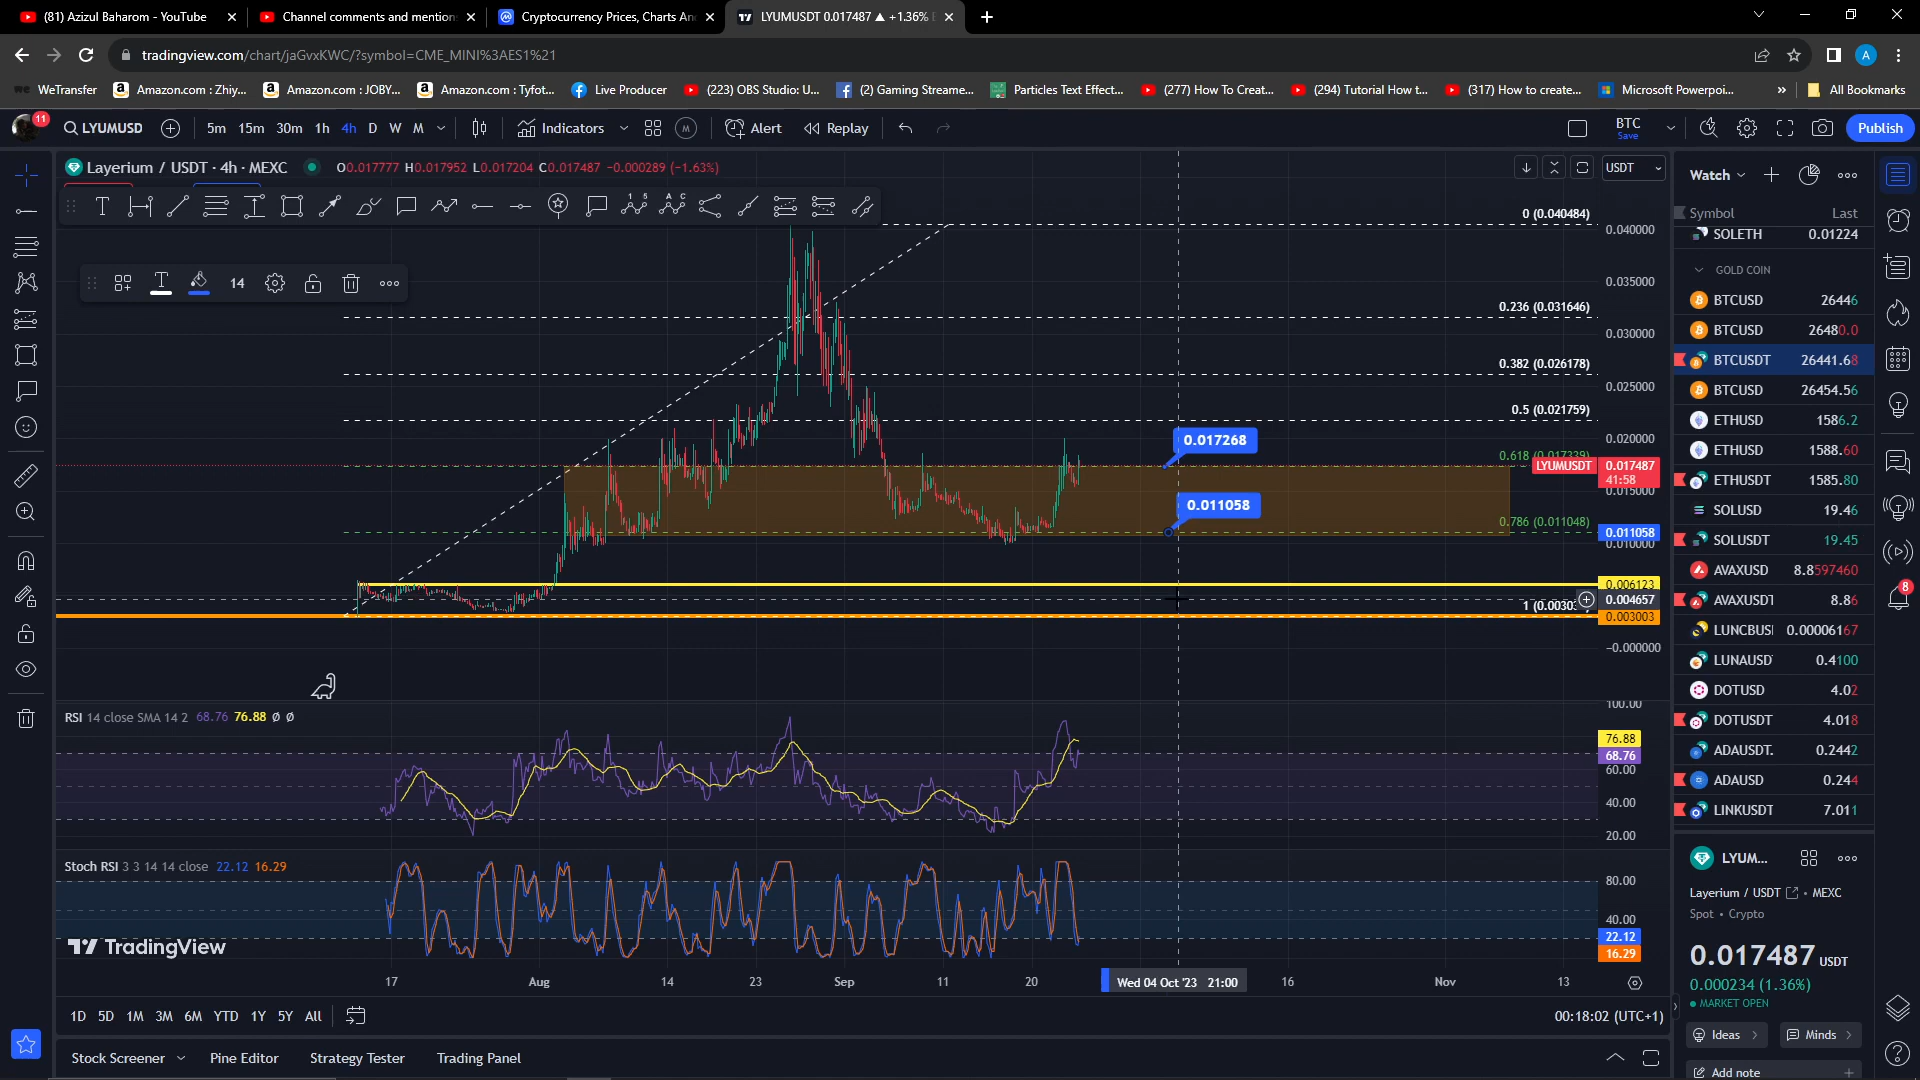 (81) Azizul Baharom - YouTube
Channel comments and mention
Cryptocurrency Prices, Charts An
LYUMUSDT 0.017487 ▲ +1.36%
tradingview.com/chart/jaGvxKWC/?symbol=CME_MINI%3AES1%21
A
WeTransfer
Amazon.com : Zhiy...
Amazon.com : JOBY...
Amazon.com : Tyfot...
Live Producer
(223) OBS Studio: U...
(2) Gaming Streame...
Particles Text Effect...
(277) How To Creat...
(294) Tutorial How t...
(317) How to create...
Microsoft Powerpoi...
»
All Bookmarks
11
LYUMUSD
5m 15m 30m 1h 4h D W M
Indicators
M
Alert
Replay
BTC
Save
Publish
Layerium / USDT · 4h · MEXC
O0.017777 H0.017952 L0.017204 C0.017487 −0.000289 (−1.63%)
USDT
14
0 (0.040484)
0.236 (0.031646)
0.382 (0.026178)
0.5 (0.021759)
0.618 (0.017339)
0.786 (0.011048)
0.017268
0.011058
0.040000
0.035000
0.030000
0.025000
0.020000
LYUMUSDT 0.017487
41:58
0.015000
0.011058
0.010000
0.006123
0.004657
0.003003
−0.000000
RSI 14 close SMA 14 2 68.76 76.88 Ø Ø
100.00
76.88
68.76
60.00
40.00
20.00
Stoch RSI 3 3 14 14 close 22.12 16.29
80.00
40.00
22.12
16.29
TradingView
17 Aug 14 23 Sep 11 20 Wed 04 Oct '23 21:00 16 Nov 13
1D 5D 1M 3M 6M YTD 1Y 5Y All
00:18:02 (UTC+1)
Stock Screener
Pine Editor
Strategy Tester
Trading Panel
Watch
Symbol Last
SOLETH 0.01224
GOLD COIN
BTCUSD 26446
BTCUSD 26480.0
BTCUSDT 26441.68
BTCUSD 26454.56
ETHUSD 1586.2
ETHUSD 1588.60
ETHUSDT 1585.80
SOLUSD 19.46
SOLUSDT 19.45
AVAXUSD 8.8597460
AVAXUSDT 8.86
LUNCBUSI 0.00006167
LUNAUSD 0.4100
DOTUSD 4.02
DOTUSDT 4.018
ADAUSDT. 0.2442
ADAUSD 0.244
LINKUSDT 7.011
8
LYUM...
Layerium / USDT • MEXC
Spot • Crypto
0.017487 USDT
0.000234 (1.36%)
MARKET OPEN
Ideas
Minds
Add note